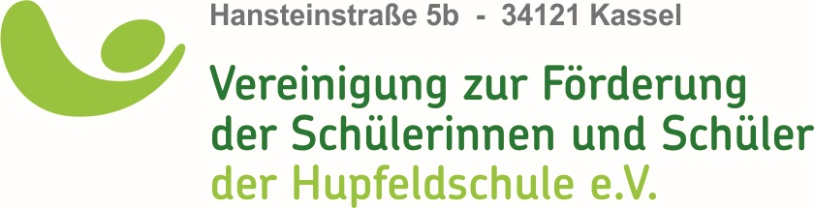 Hansteinstraße 5b - 34121 Kassel
Vereinigung zur Förderung
der Schülerinnen und Schüler
der Hupfeldschule e.V.